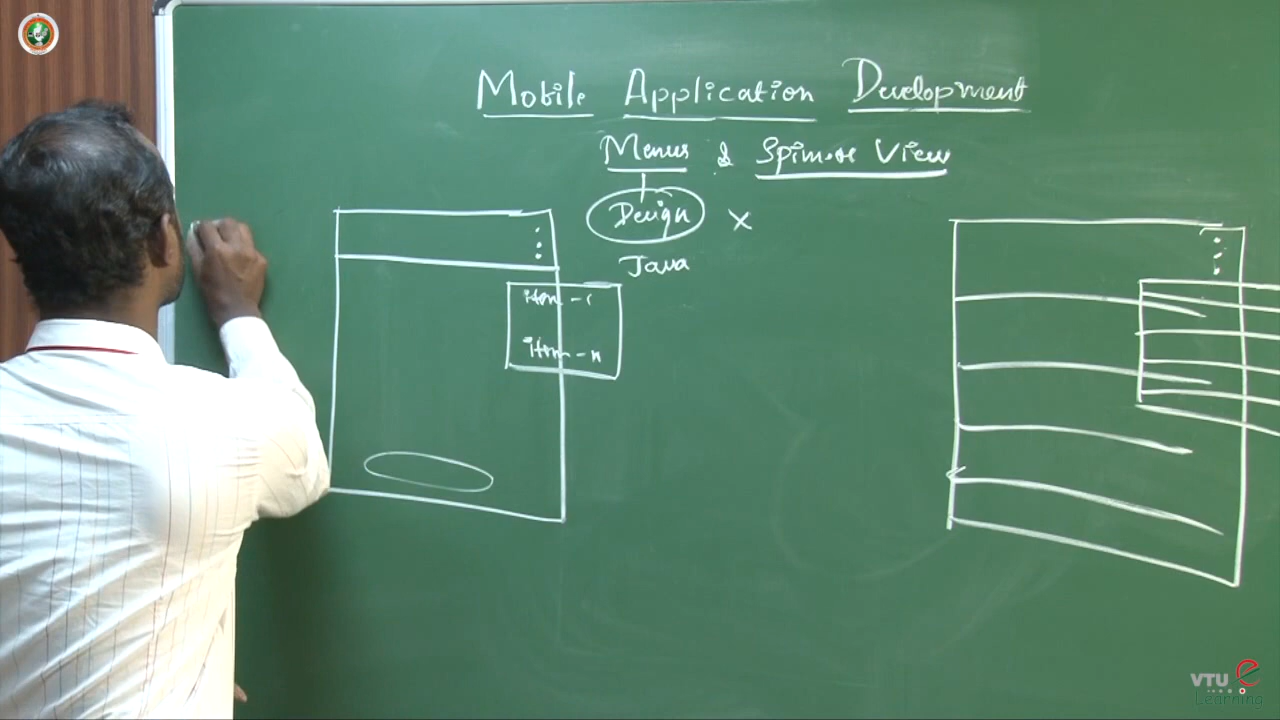 Mobile Application Development
Menus & Spinner View
Design X
Java
item - 1
item - n
VTU e
Learning